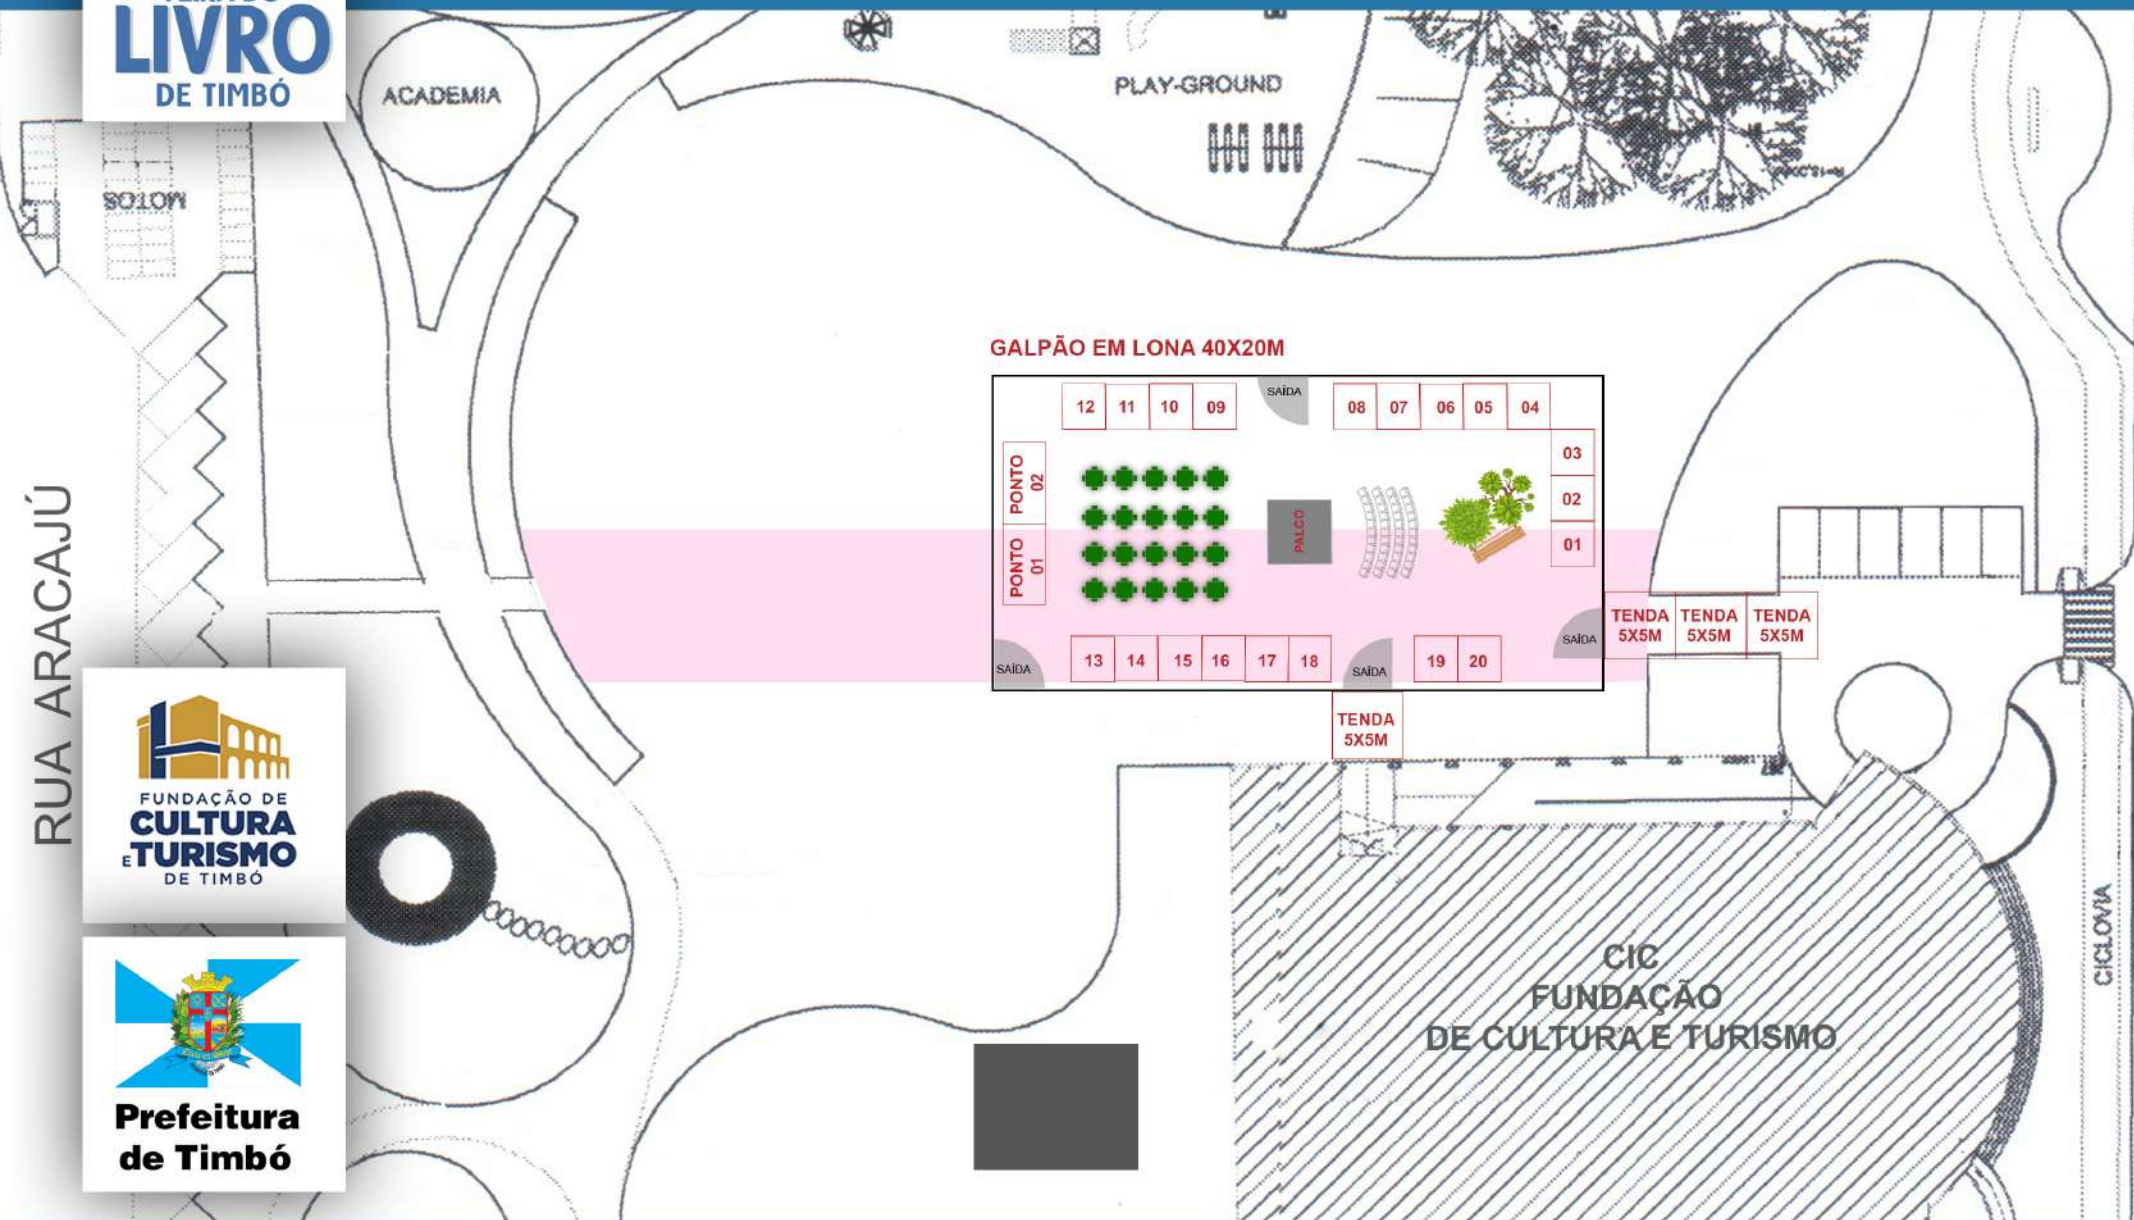 LIVRO
DE TIMBÓ
ACADEMIA
PLAY-GROUND
MOTOS
RUA ARACAJÚ
GALPÃO EM LONA 40X20M
12 11 10 09
SAÍDA
08 07 06 05 04
03
02
01
PONTO
02
PONTO
01
PALCO
SAÍDA
13 14 15 16 17 18
SAÍDA
19 20
SAÍDA
TENDA
5X5M
TENDA
5X5M
TENDA
5X5M
TENDA
5X5M
FUNDAÇÃO DE
CULTURA
E TURISMO
DE TIMBÓ
Prefeitura
de Timbó
CIC
FUNDAÇÃO
DE CULTURA E TURISMO
CICLOVIA